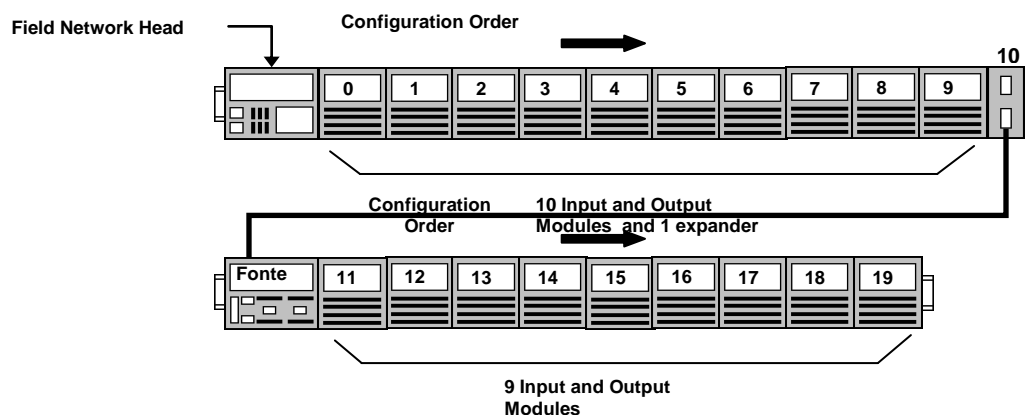 Field Network Head
Configuration Order
10
0 1 2 3 4 5 6 7 8 9
Configuration
Order
10 Input and Output
Modules and 1 expander
Fonte 11 12 13 14 15 16 17 18 19
9 Input and Output
Modules